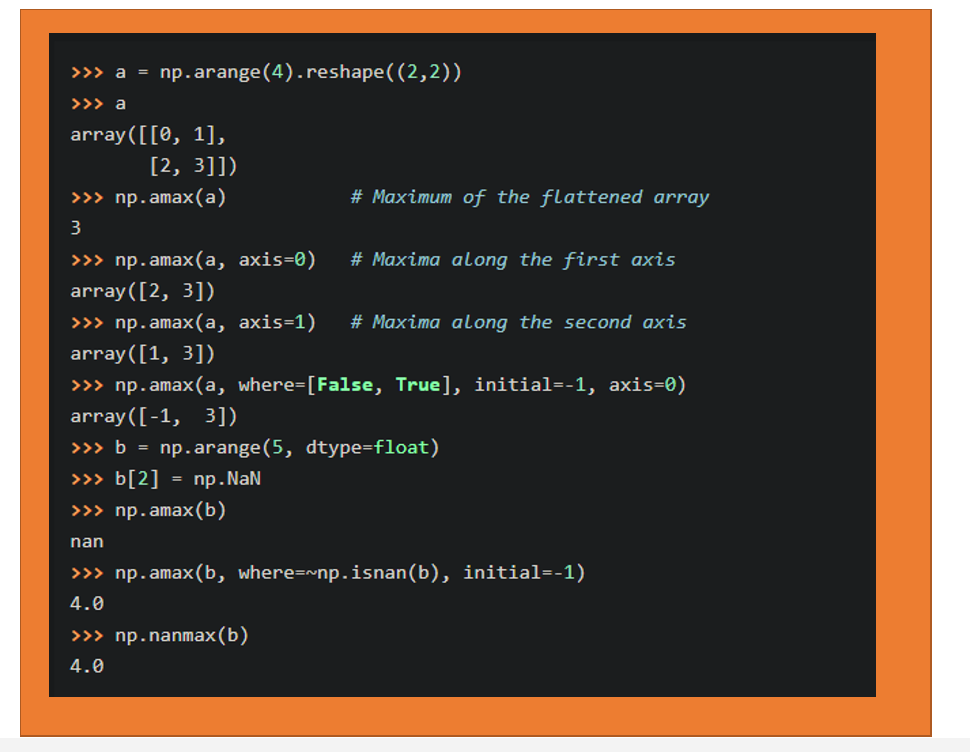 >>> a = np.arange(4).reshape((2,2))
>>> a
array([[0, 1],
       [2, 3]])
>>> np.amax(a)           # Maximum of the flattened array
3
>>> np.amax(a, axis=0)   # Maxima along the first axis
array([2, 3])
>>> np.amax(a, axis=1)   # Maxima along the second axis
array([1, 3])
>>> np.amax(a, where=[False, True], initial=-1, axis=0)
array([-1,  3])
>>> b = np.arange(5, dtype=float)
>>> b[2] = np.NaN
>>> np.amax(b)
nan
>>> np.amax(b, where=~np.isnan(b), initial=-1)
4.0
>>> np.nanmax(b)
4.0